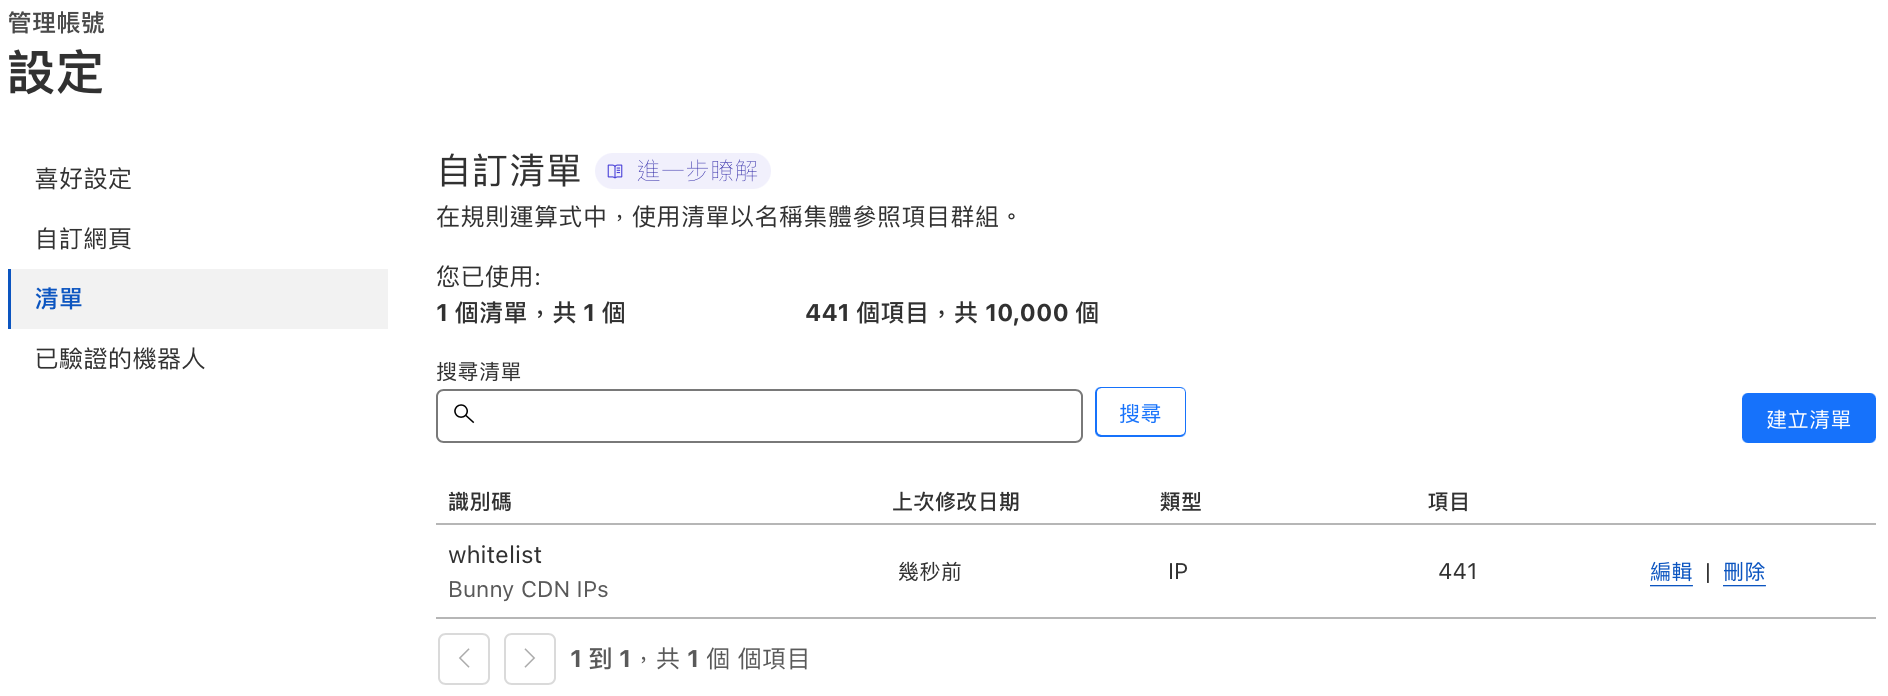 管理帳號
設定
喜好設定
自訂網頁
清單
已驗證的機器人
自訂清單 進一步瞭解
在規則運算式中，使用清單以名稱集體參照項目群組。
您已使用:
1 個清單，共 1 個 441 個項目，共 10,000 個
搜尋清單
搜尋
建立清單
識別碼 上次修改日期 類型 項目
whitelist
Bunny CDN IPs
幾秒前 IP 441 編輯 | 刪除
1 到 1，共 1 個 個項目